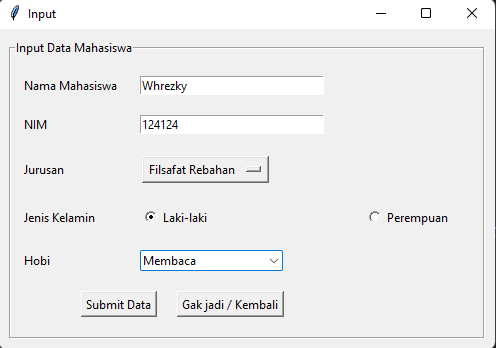 Input
Input Data Mahasiswa
Nama Mahasiswa Whrezky
NIM 124124
Jurusan Filsafat Rebahan
Jenis Kelamin Laki-laki Perempuan
Hobi Membaca
Submit Data Gak jadi / Kembali